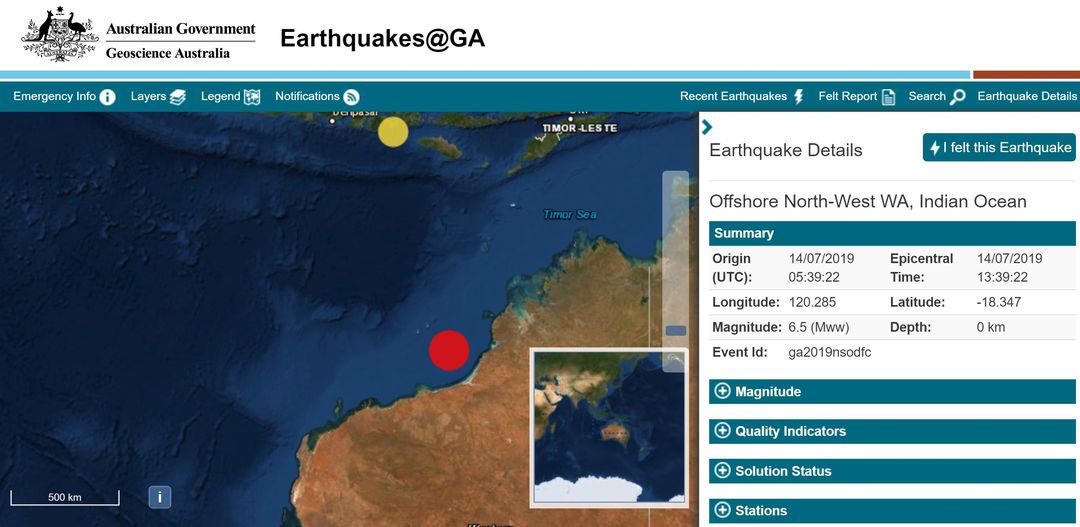 Australian Government
Geoscience Australia
Earthquakes@GA
Emergency Info Layers Legend Notifications Recent Earthquakes Felt Report Search Earthquake Details
Denpasar
TIMOR-LESTE
Timor Sea
500 km
i
Earthquake Details
I felt this Earthquake
Offshore North-West WA, Indian Ocean
Summary
Origin (UTC): 14/07/2019 05:39:22 Epicentral Time: 14/07/2019 13:39:22
Longitude: 120.285 Latitude: -18.347
Magnitude: 6.5 (Mww) Depth: 0 km
Event Id: ga2019nsodfc
Magnitude
Quality Indicators
Solution Status
Stations